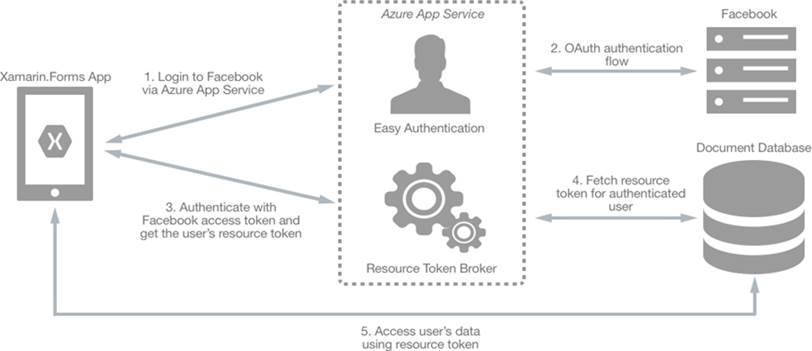 Azure App Service
Facebook
Xamarin.Forms App
1. Login to Facebook
via Azure App Service
2. OAuth authentication
flow
X
Easy Authentication
Document Database
3. Authenticate with
Facebook access token and
get the user's resource token
4. Fetch resource
token for authenticated
user
Resource Token Broker
5. Access user's data
using resource token